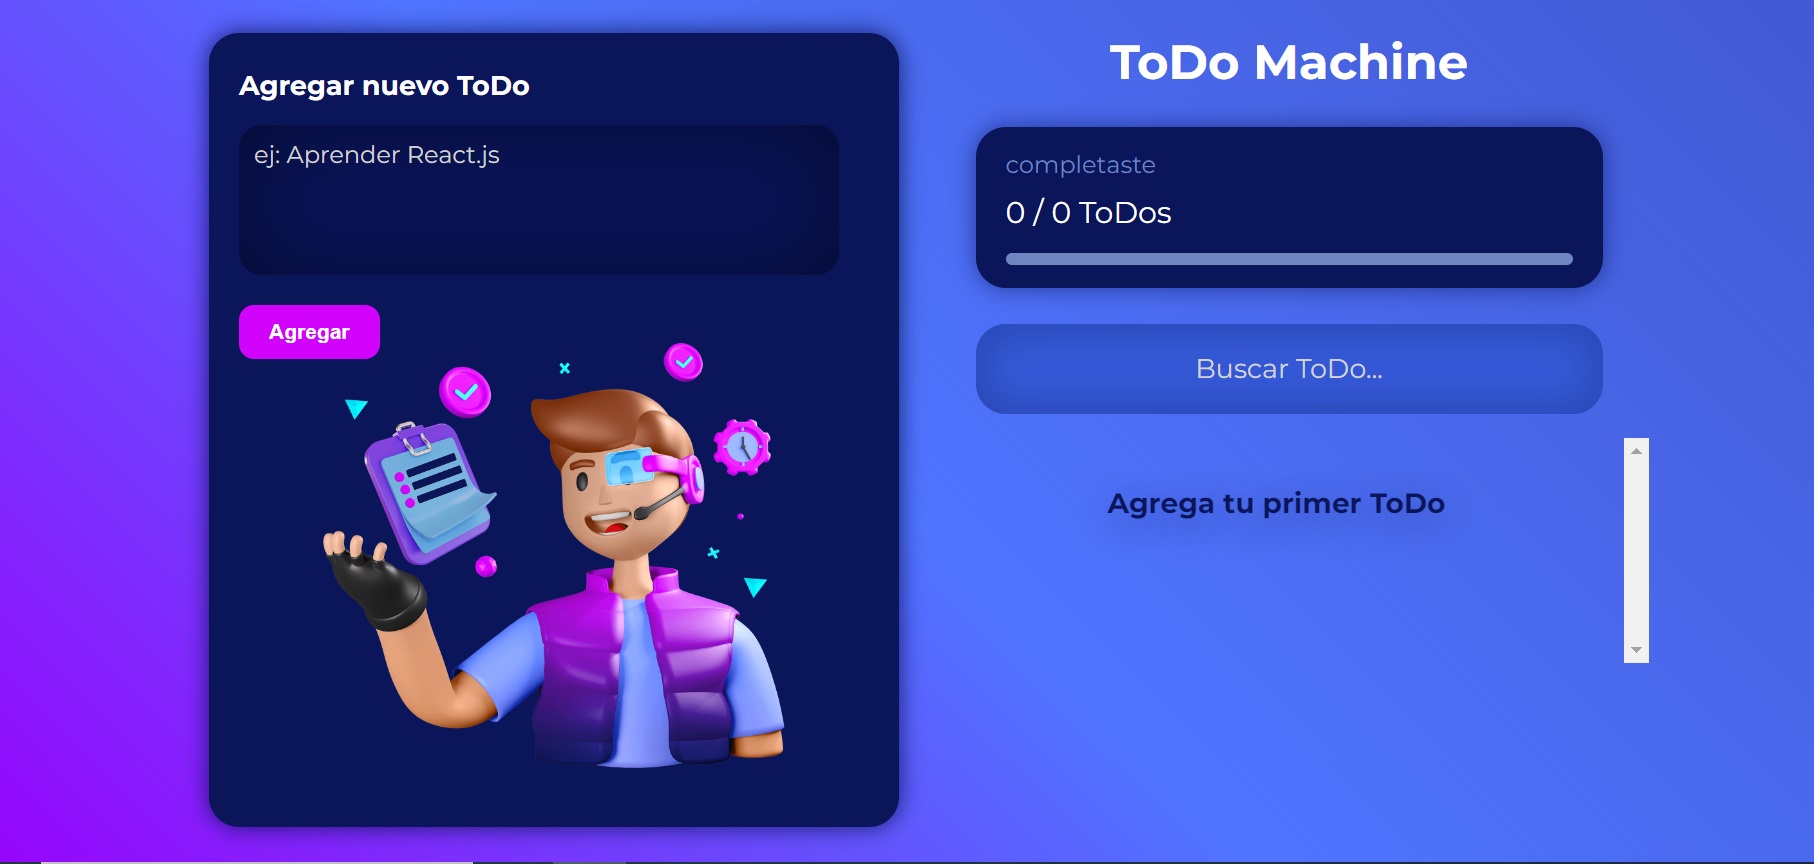 Agregar nuevo ToDo
ej: Aprender React.js
Agregar
ToDo Machine
completaste
0 / 0 ToDos
Buscar ToDo...
Agrega tu primer ToDo